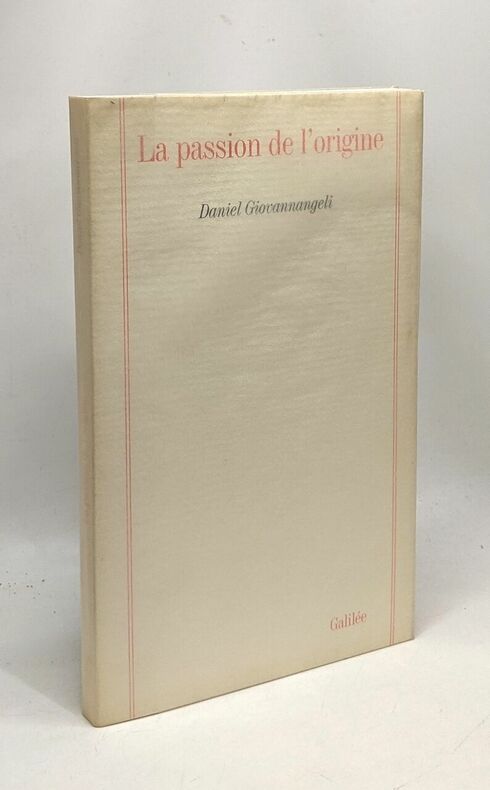 La passion de l'origine
Daniel Giovannangeli
Galilée